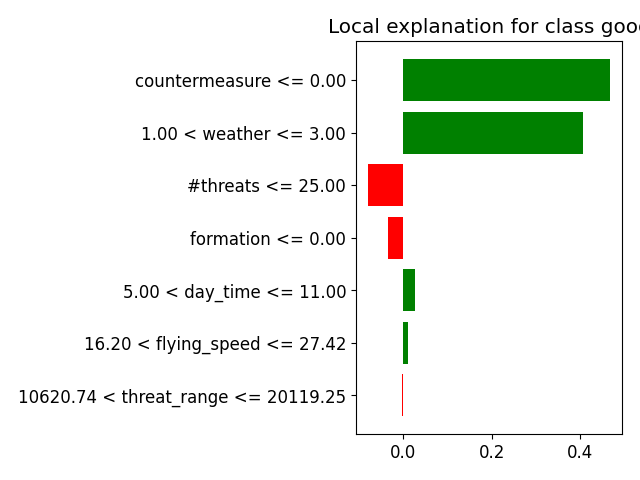 Local explanation for class good
countermeasure <= 0.00
1.00 < weather <= 3.00
#threats <= 25.00
formation <= 0.00
5.00 < day_time <= 11.00
16.20 < flying_speed <= 27.42
10620.74 < threat_range <= 20119.25
0.0 0.2 0.4